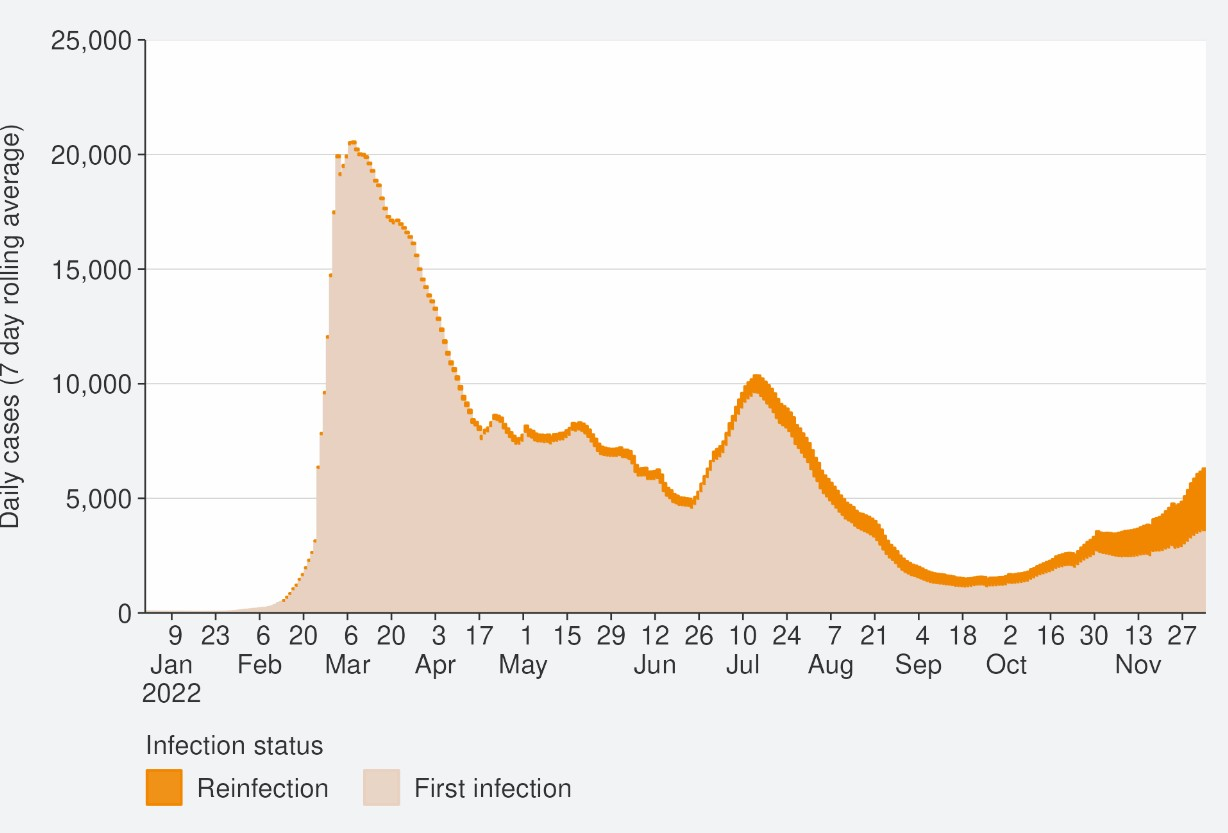 Daily cases (7 day rolling average)
25,000
20,000
15,000
10,000
5,000
0
9 23 6 20 6 20 3 17 1 15 29 12 26 10 24 7 21 4 18 2 16 30 13 27
Jan Feb Mar Apr May Jun Jul Aug Sep Oct Nov
2022
Infection status
Reinfection First infection